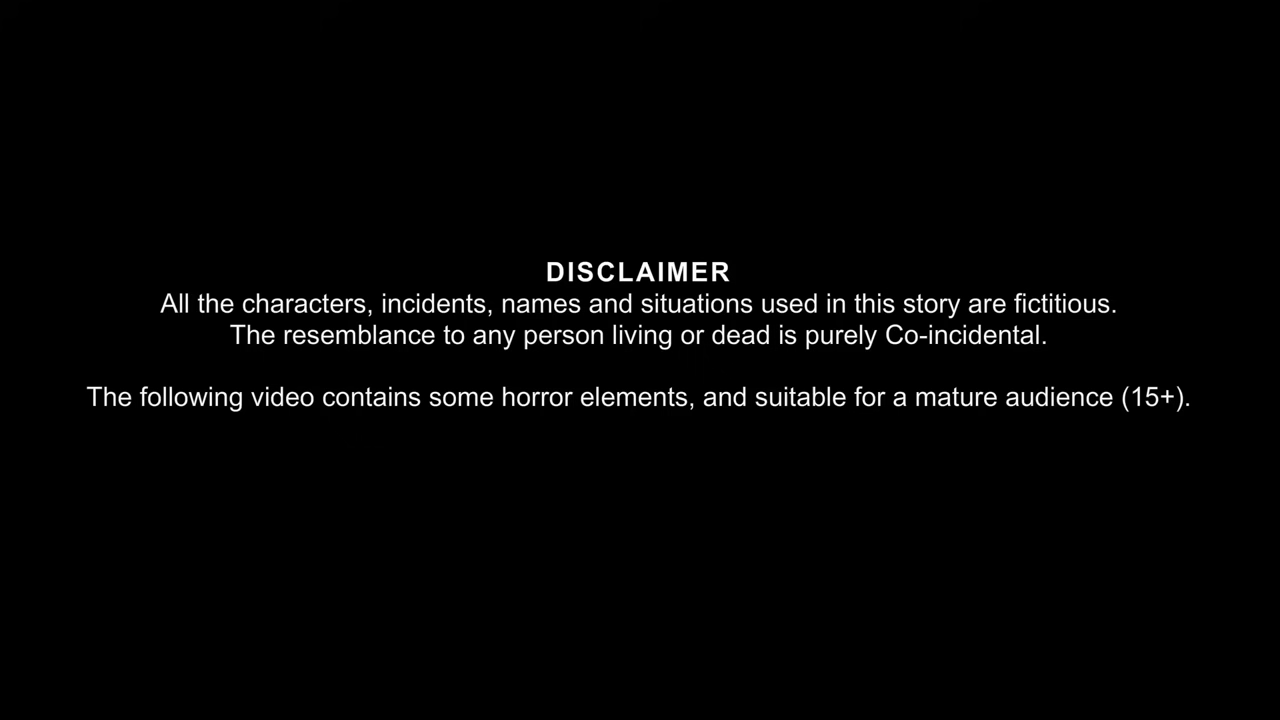 DISCLAIMER
All the characters, incidents, names and situations used in this story are fictitious.
The resemblance to any person living or dead is purely Co-incidental.
The following video contains some horror elements, and suitable for a mature audience (15+).